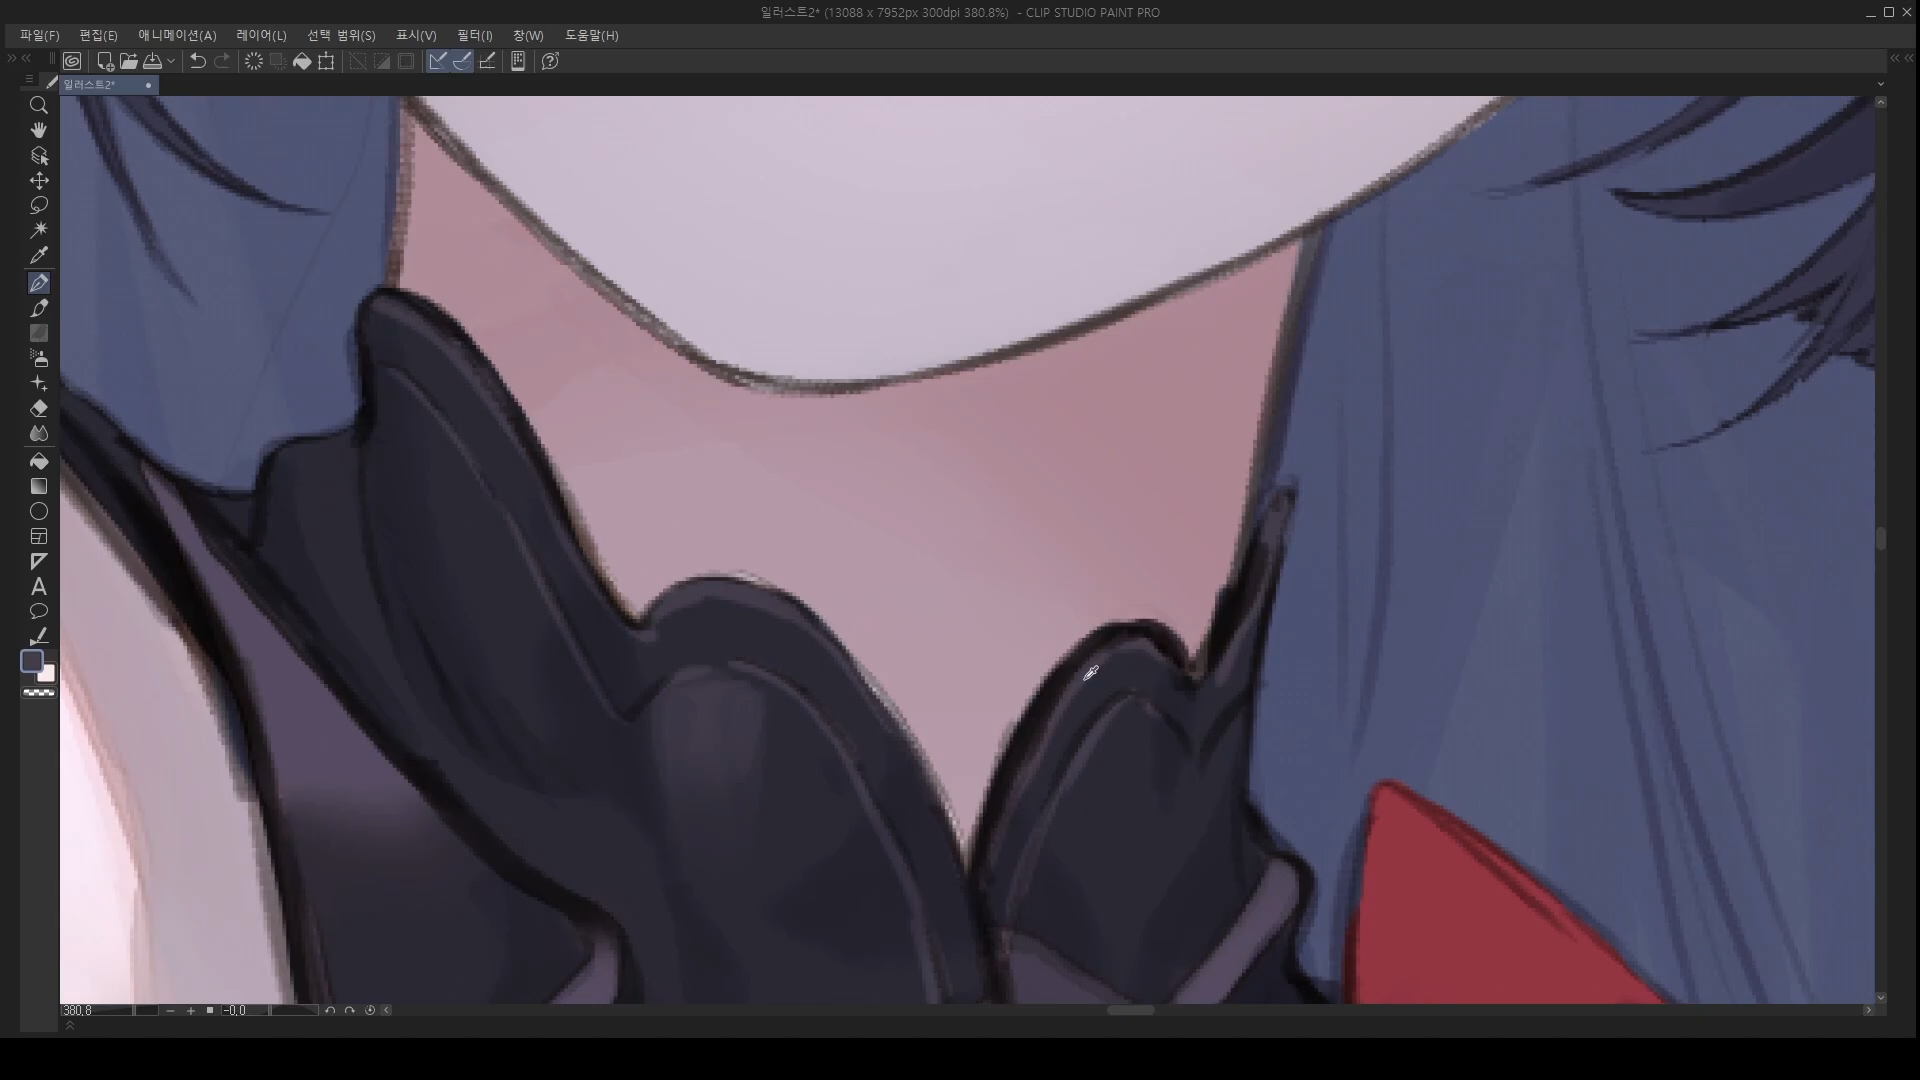 일러스트2* (13088 x 7952px 300dpi 380.8%) - CLIP STUDIO PAINT PRO
파일(F) 편집(E) 애니메이션(A) 레이어(L) 선택 범위(S) 표시(V) 필터(I) 창(W) 도움말(H)
일러스트2*
380.8 -0.0